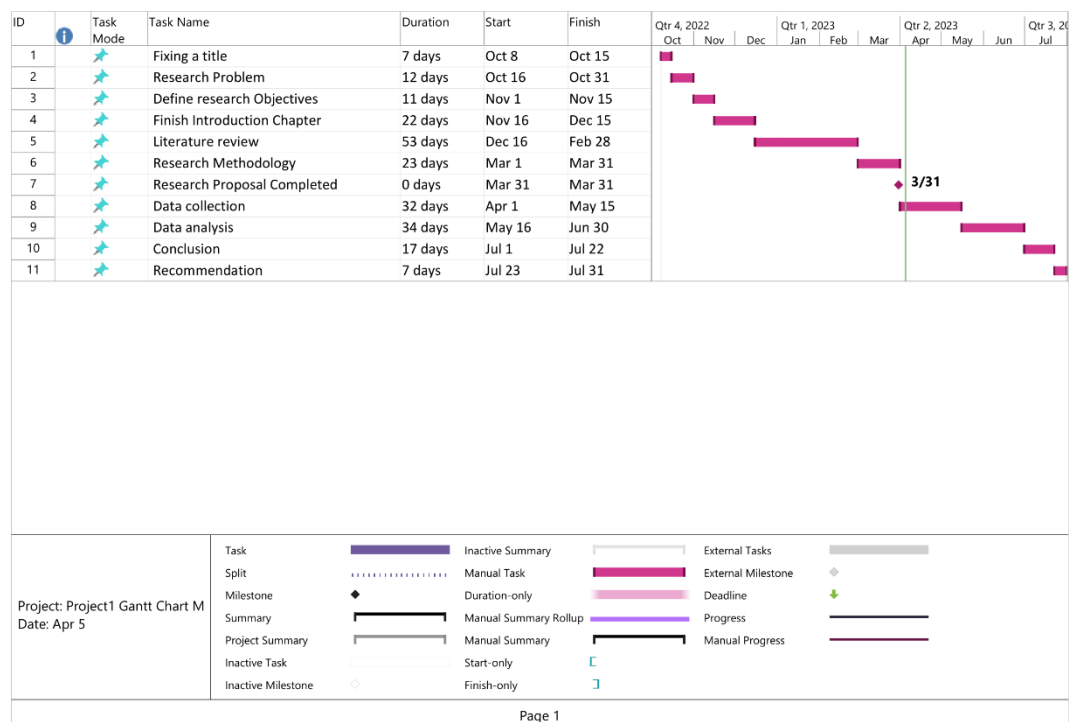 ID Task Mode Task Name Duration Start Finish Qtr 4, 2022 Qtr 1, 2023 Qtr 2, 2023 Qtr 3, 20
Oct Nov Dec Jan Feb Mar Apr May Jun Jul
1 Fixing a title 7 days Oct 8 Oct 15
2 Research Problem 12 days Oct 16 Oct 31
3 Define research Objectives 11 days Nov 1 Nov 15
4 Finish Introduction Chapter 22 days Nov 16 Dec 15
5 Literature review 53 days Dec 16 Feb 28
6 Research Methodology 23 days Mar 1 Mar 31
7 Research Proposal Completed 0 days Mar 31 Mar 31 3/31
8 Data collection 32 days Apr 1 May 15
9 Data analysis 34 days May 16 Jun 30
10 Conclusion 17 days Jul 1 Jul 22
11 Recommendation 7 days Jul 23 Jul 31
Project: Project1 Gantt Chart M
Date: Apr 5
Task Inactive Summary External Tasks
Split Manual Task External Milestone
Milestone Duration-only Deadline
Summary Manual Summary Rollup Progress
Project Summary Manual Summary Manual Progress
Inactive Task Start-only
Inactive Milestone Finish-only
Page 1